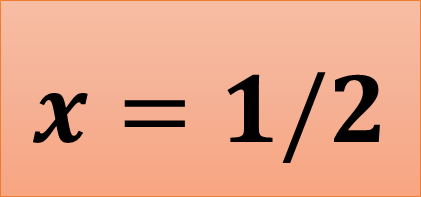 x = 1/2